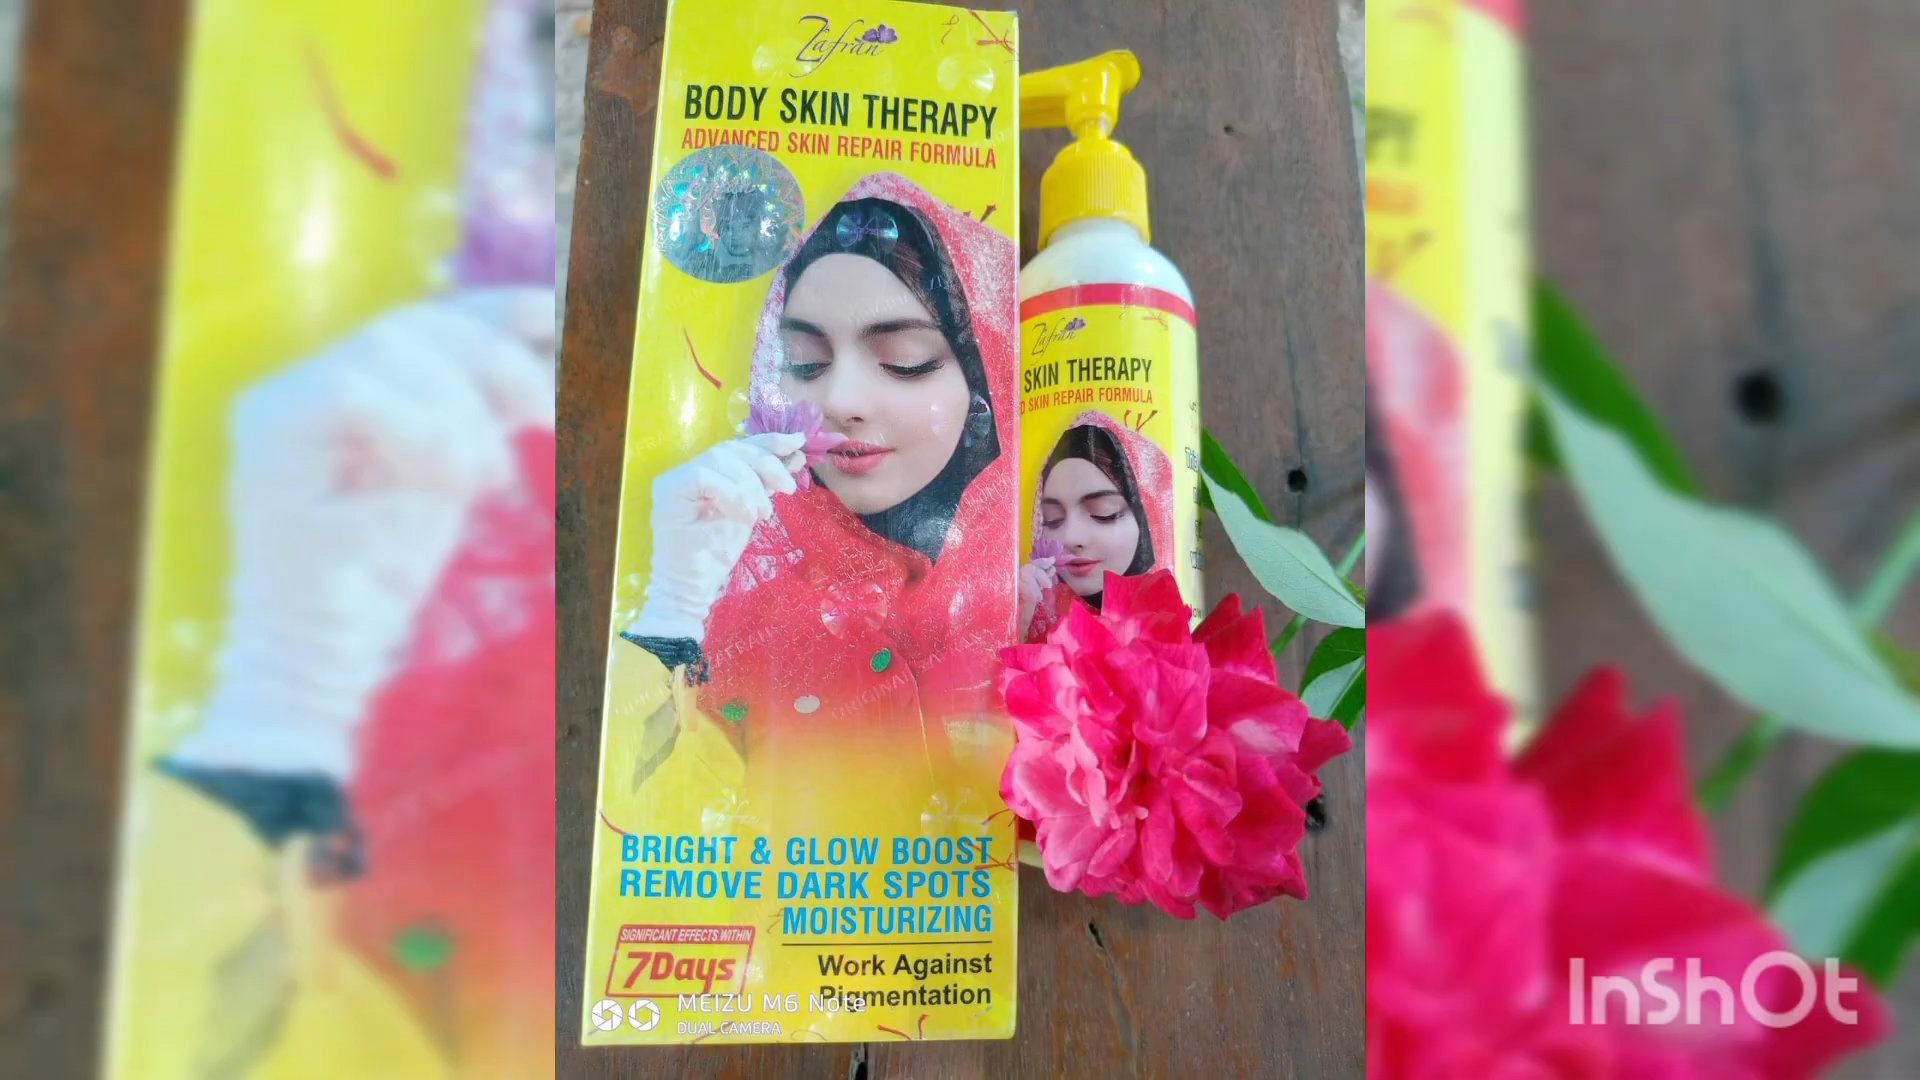 Zafran
BODY SKIN THERAPY
ADVANCED SKIN REPAIR FORMULA
Zafran
SKIN THERAPY
D SKIN REPAIR FORMULA
BRIGHT & GLOW BOOST
REMOVE DARK SPOTS
MOISTURIZING
SIGNIFICANT EFFECTS WITHIN
7Days
Work Against
Pigmentation
MEIZU M6 Note
DUAL CAMERA
InShOt